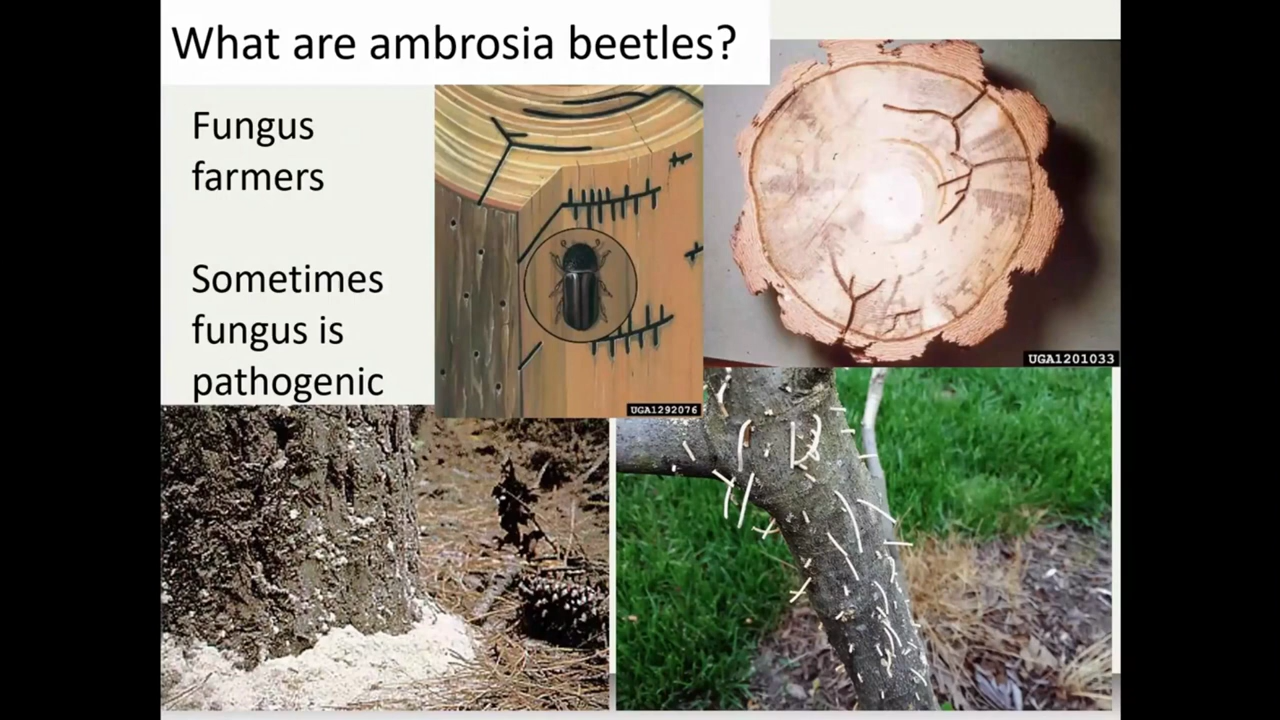 What are ambrosia beetles?
Fungus
farmers
Sometimes
fungus is
pathogenic
UGA1292076
UGA1201033